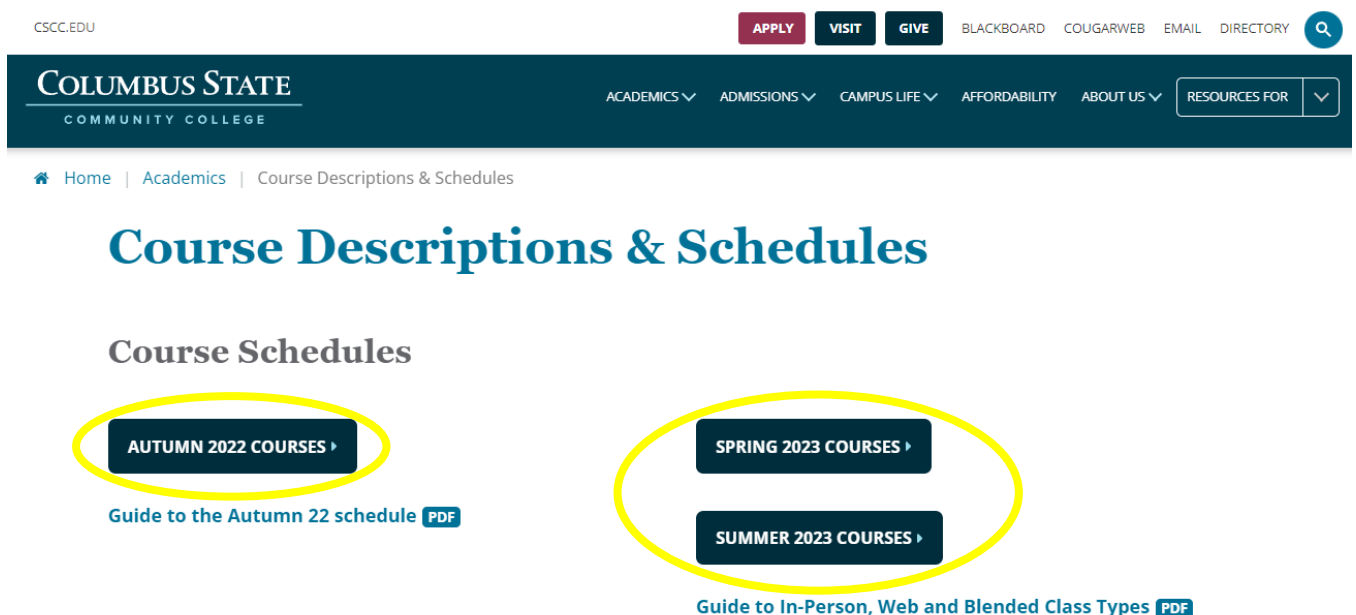 CSCC.EDU
APPLY VISIT GIVE BLACKBOARD COUGARWEB EMAIL DIRECTORY
COLUMBUS STATE
COMMUNITY COLLEGE
ACADEMICS ADMISSIONS CAMPUS LIFE AFFORDABILITY ABOUT US RESOURCES FOR
Home | Academics | Course Descriptions & Schedules
Course Descriptions & Schedules
Course Schedules
AUTUMN 2022 COURSES
Guide to the Autumn 22 schedule PDF
SPRING 2023 COURSES
SUMMER 2023 COURSES
Guide to In-Person, Web and Blended Class Types PDF